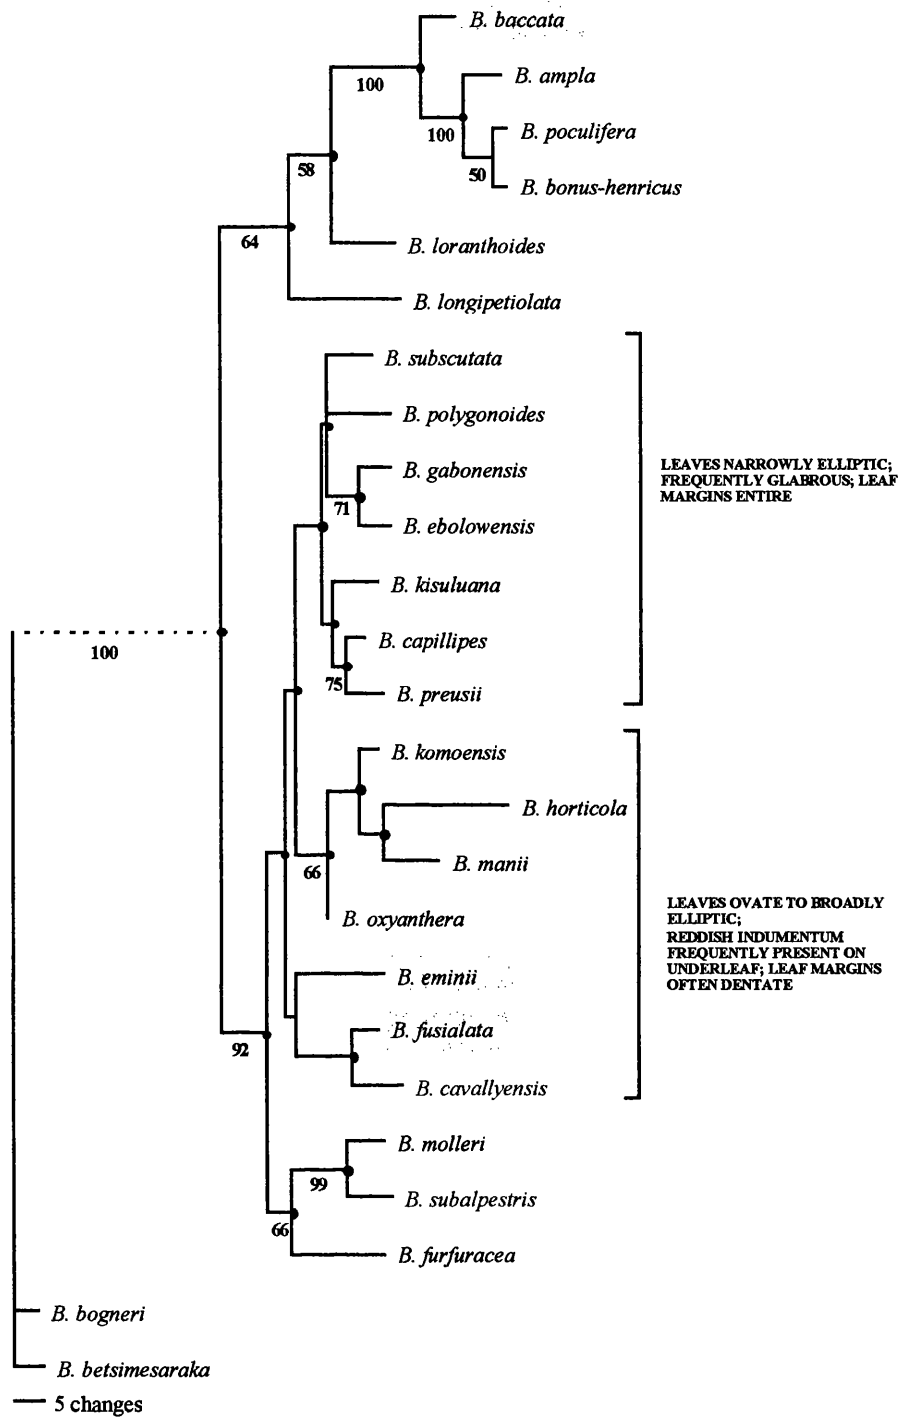 B. baccata
B. ampla
100
B. poculifera
100
B. bonus-henricus
50
58
B. loranthoides
64
B. longipetiolata
B. subscutata
B. polygonoides
B. gabonensis
LEAVES NARROWLY ELLIPTIC;
FREQUENTLY GLABROUS; LEAF
MARGINS ENTIRE
71
B. ebolowensis
B. kisuluana
B. capillipes
100
75
B. preusii
B. komoensis
B. horticola
B. manii
66
B. oxyanthera
LEAVES OVATE TO BROADLY
ELLIPTIC;
REDDISH INDUMENTUM
FREQUENTLY PRESENT ON
UNDERLEAF; LEAF MARGINS
OFTEN DENTATE
B. eminii
B. fusialata
92
B. cavallyensis
B. molleri
99
B. subalpestris
66
B. furfuracea
B. bogneri
B. betsimesaraka
5 changes